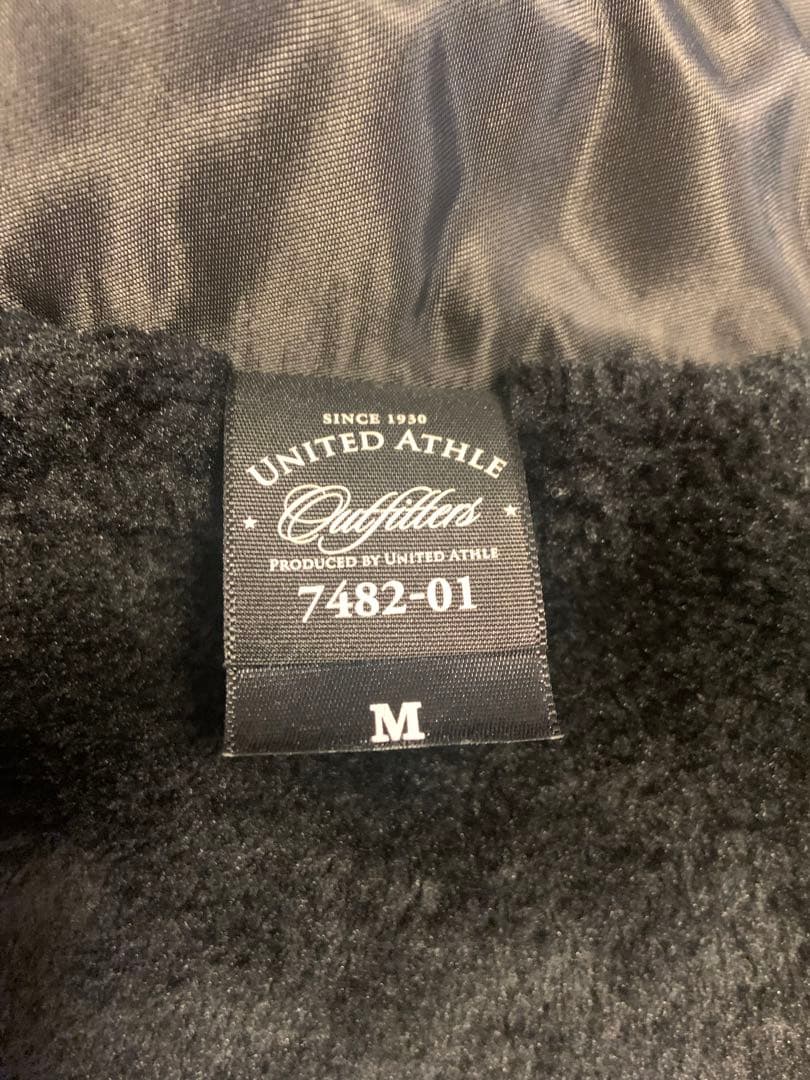 SINCE 1930
UNITED ATHLE
Outfitters
PRODUCED BY UNITED ATHLE
7482-01
M